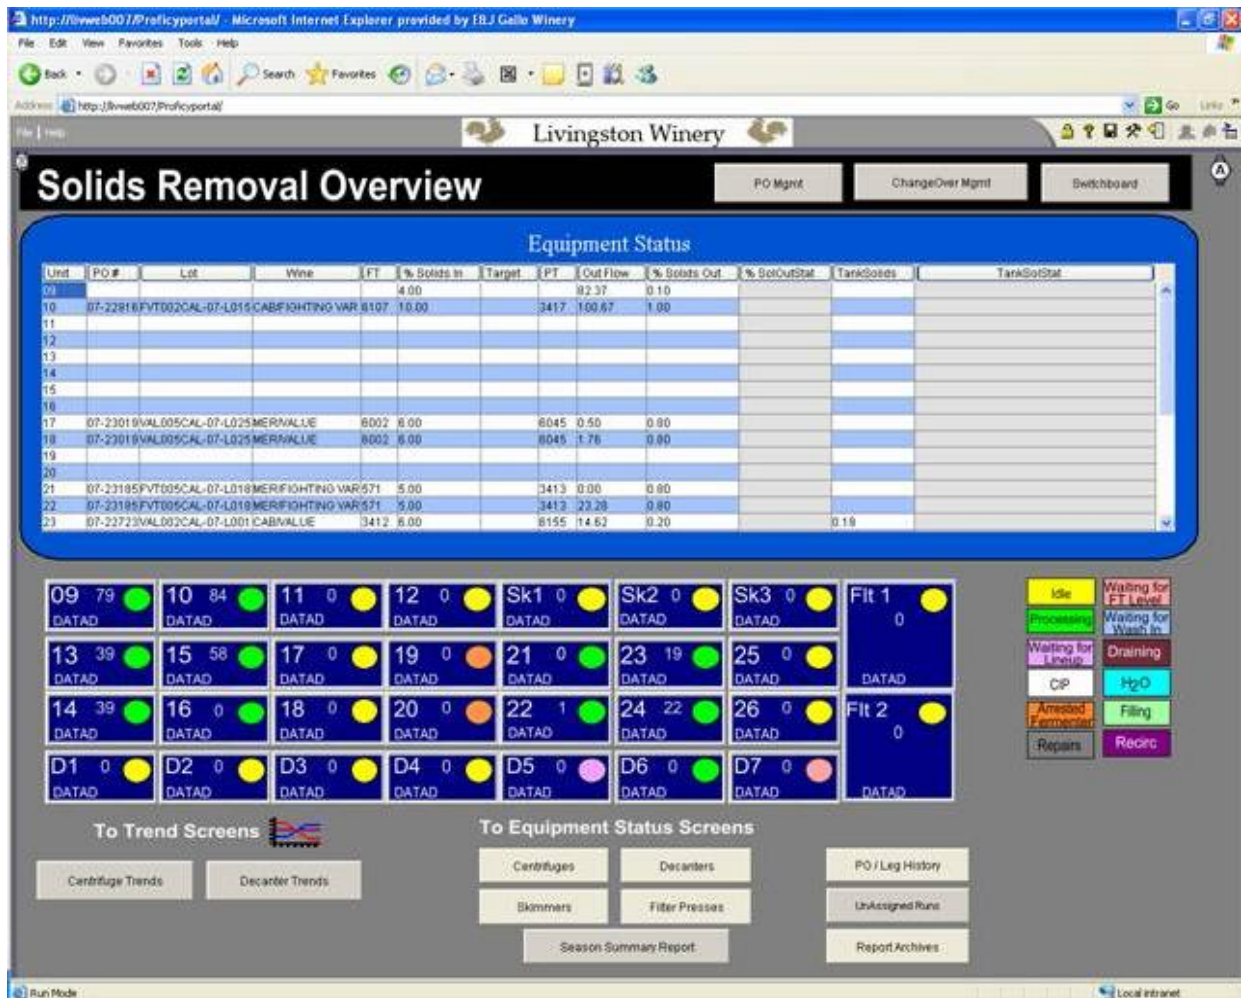 http://livweb007/Proficyportal/ - Microsoft Internet Explorer provided by E&J Gallo Winery
File Edit View Favorites Tools Help
Back Search Favorites
Address http://livweb007/Proficyportal/ Go Links
File | Help Livingston Winery
A
Solids Removal Overview PO Mgmt ChangeOver Mgmt Switchboard
Equipment Status
Unit PO # Lot Wine FT % Solids In Target PT Out Flow % Solids Out % SolOutStat TankSolids TankSolStat
09 4.00 82.37 0.10
10 07-22816 FVT002CAL-07-L015 CAB/FIGHTING VAR 6107 10.00 3417 100.67 1.00
11
12
13
14
15
16
17 07-23019 VAL005CAL-07-L025 MER/VALUE 6002 6.00 6045 0.50 0.80
18 07-23019 VAL005CAL-07-L025 MER/VALUE 6002 6.00 6045 1.76 0.80
19
20
21 07-23185 FVT005CAL-07-L018 MER/FIGHTING VAR 571 5.00 3413 0.00 0.80
22 07-23185 FVT005CAL-07-L018 MER/FIGHTING VAR 571 5.00 3413 23.28 0.80
23 07-22723 VAL002CAL-07-L001 CAB/VALUE 3412 6.00 6155 14.62 0.20 0.19
09 79 10 84 11 0 12 0 Sk1 0 Sk2 0 Sk3 0 Flt 1
0
DATAD DATAD DATAD DATAD DATAD DATAD DATAD
13 39 15 58 17 0 19 0 21 0 23 19 25 0
DATAD DATAD DATAD DATAD DATAD DATAD DATAD DATAD
14 39 16 0 18 0 20 0 22 1 24 22 26 0 Flt 2
0
DATAD DATAD DATAD DATAD DATAD DATAD DATAD
D1 0 D2 0 D3 0 D4 0 D5 0 D6 0 D7 0
DATAD DATAD DATAD DATAD DATAD DATAD DATAD DATAD
Idle Waiting for
FT Level
Processing Waiting for
Wash In
Waiting for
Lineup Draining
CIP H2O
Arrested
Fermenter Filling
Repairs Recirc
To Trend Screens
Centrifuge Trends Decanter Trends
To Equipment Status Screens
Centrifuges Decanters PO / Leg History
Skimmers Filter Presses UnAssigned Runs
Season Summary Report Report Archives
Run Mode Local intranet